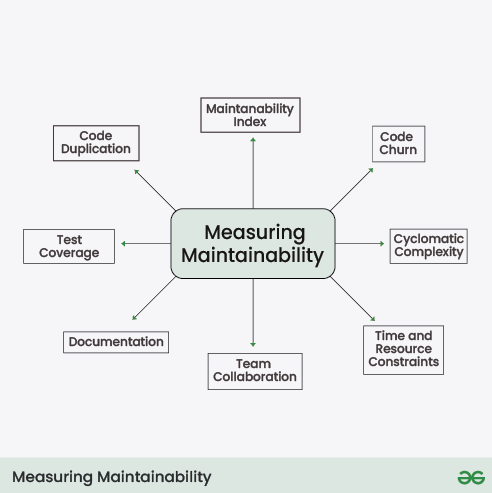 Maintanability
Index
Code
Duplication
Code
Churn
Measuring
Maintainability
Test
Coverage
Cyclomatic
Complexity
Documentation
Time and
Resource
Constraints
Team
Collaboration
Measuring Maintainability